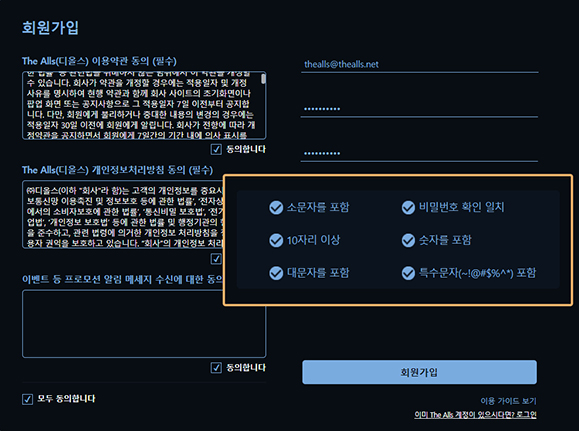 회원가입
The Alls(디올스) 이용약관 동의 (필수)
수 있습니다. 회사가 약관을 개정할 경우에는 적용일자 및 개정
사유를 명시하여 현행 약관과 함께 회사 사이트의 초기화면이나
팝업 화면 또는 공지사항으로 그 적용일자 7일 이전부터 공지합
니다. 다만, 회원에게 불리하거나 중대한 내용의 변경의 경우에는
적용일자 30일 이전에 회원에게 알립니다. 회사가 전항에 따라 개
정약관을 공지하면서 회원에게 7일간의 기간 내에 의사 표시를
동의합니다
The Alls(디올스) 개인정보처리방침 동의 (필수)
㈜디올스(이하 "회사"라 함)는 고객의 개인정보를 중요시
보통신망 이용촉진 및 정보보호 등에 관한 법률', '전자상
에서의 소비자보호에 관한 법률', '통신비밀 보호법', '전기
업법', '개인정보 보호법' 등에 관한 법률 및 행정기관의
을 준수하고, 관련 법령에 의거한 개인정보 처리방침을
용자 권익을 보호하고 있습니다. "회사"의 개인정보 처리
이벤트 등 프로모션 알림 메세지 수신에 대한 동의
동의합니다
모두 동의합니다
thealls@thealls.net
••••••••••
••••••••••
소문자를 포함
비밀번호 확인 일치
10자리 이상
숫자를 포함
대문자를 포함
특수문자(~!@#$%^*) 포함
회원가입
이용 가이드 보기
이미 The Alls 계정이 있으시다면? 로그인